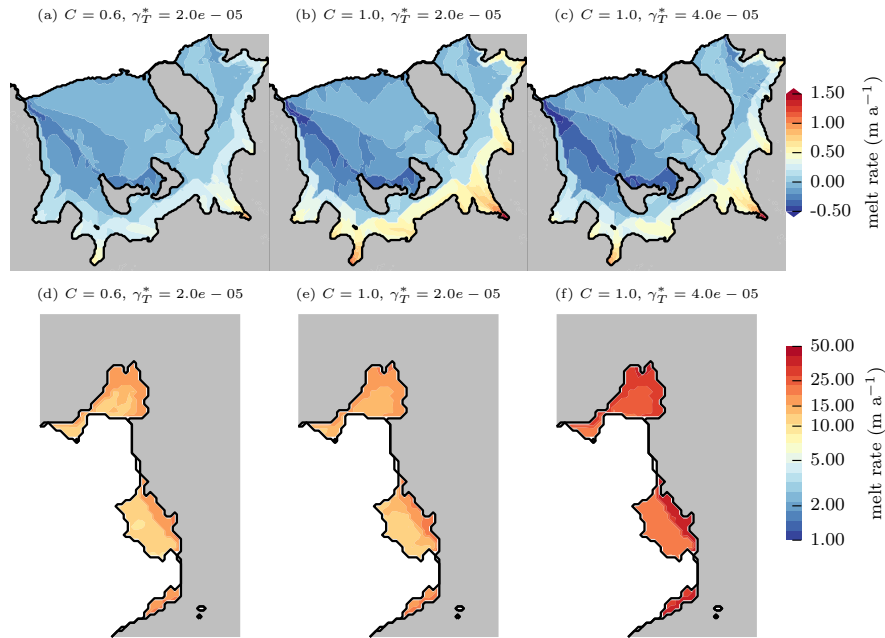 (a) C = 0.6, γ*_T = 2.0e − 05
(b) C = 1.0, γ*_T = 2.0e − 05
(c) C = 1.0, γ*_T = 4.0e − 05
1.50
1.00
0.50
0.00
-0.50
melt rate (m a⁻¹)
(d) C = 0.6, γ*_T = 2.0e − 05
(e) C = 1.0, γ*_T = 2.0e − 05
(f) C = 1.0, γ*_T = 4.0e − 05
50.00
25.00
15.00
10.00
5.00
2.00
1.00
melt rate (m a⁻¹)